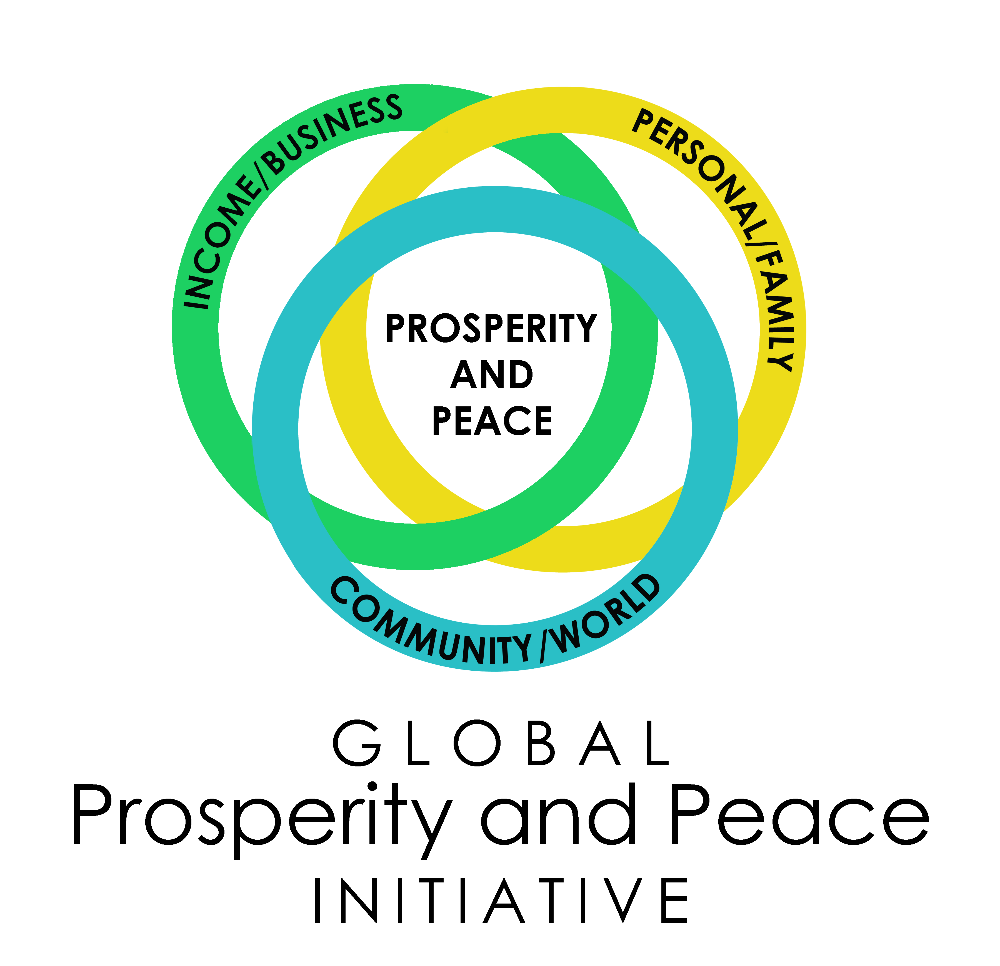 INCOME/BUSINESS
PERSONAL/FAMILY
PROSPERITY
AND
PEACE
COMMUNITY/WORLD
GLOBAL
Prosperity and Peace
INITIATIVE